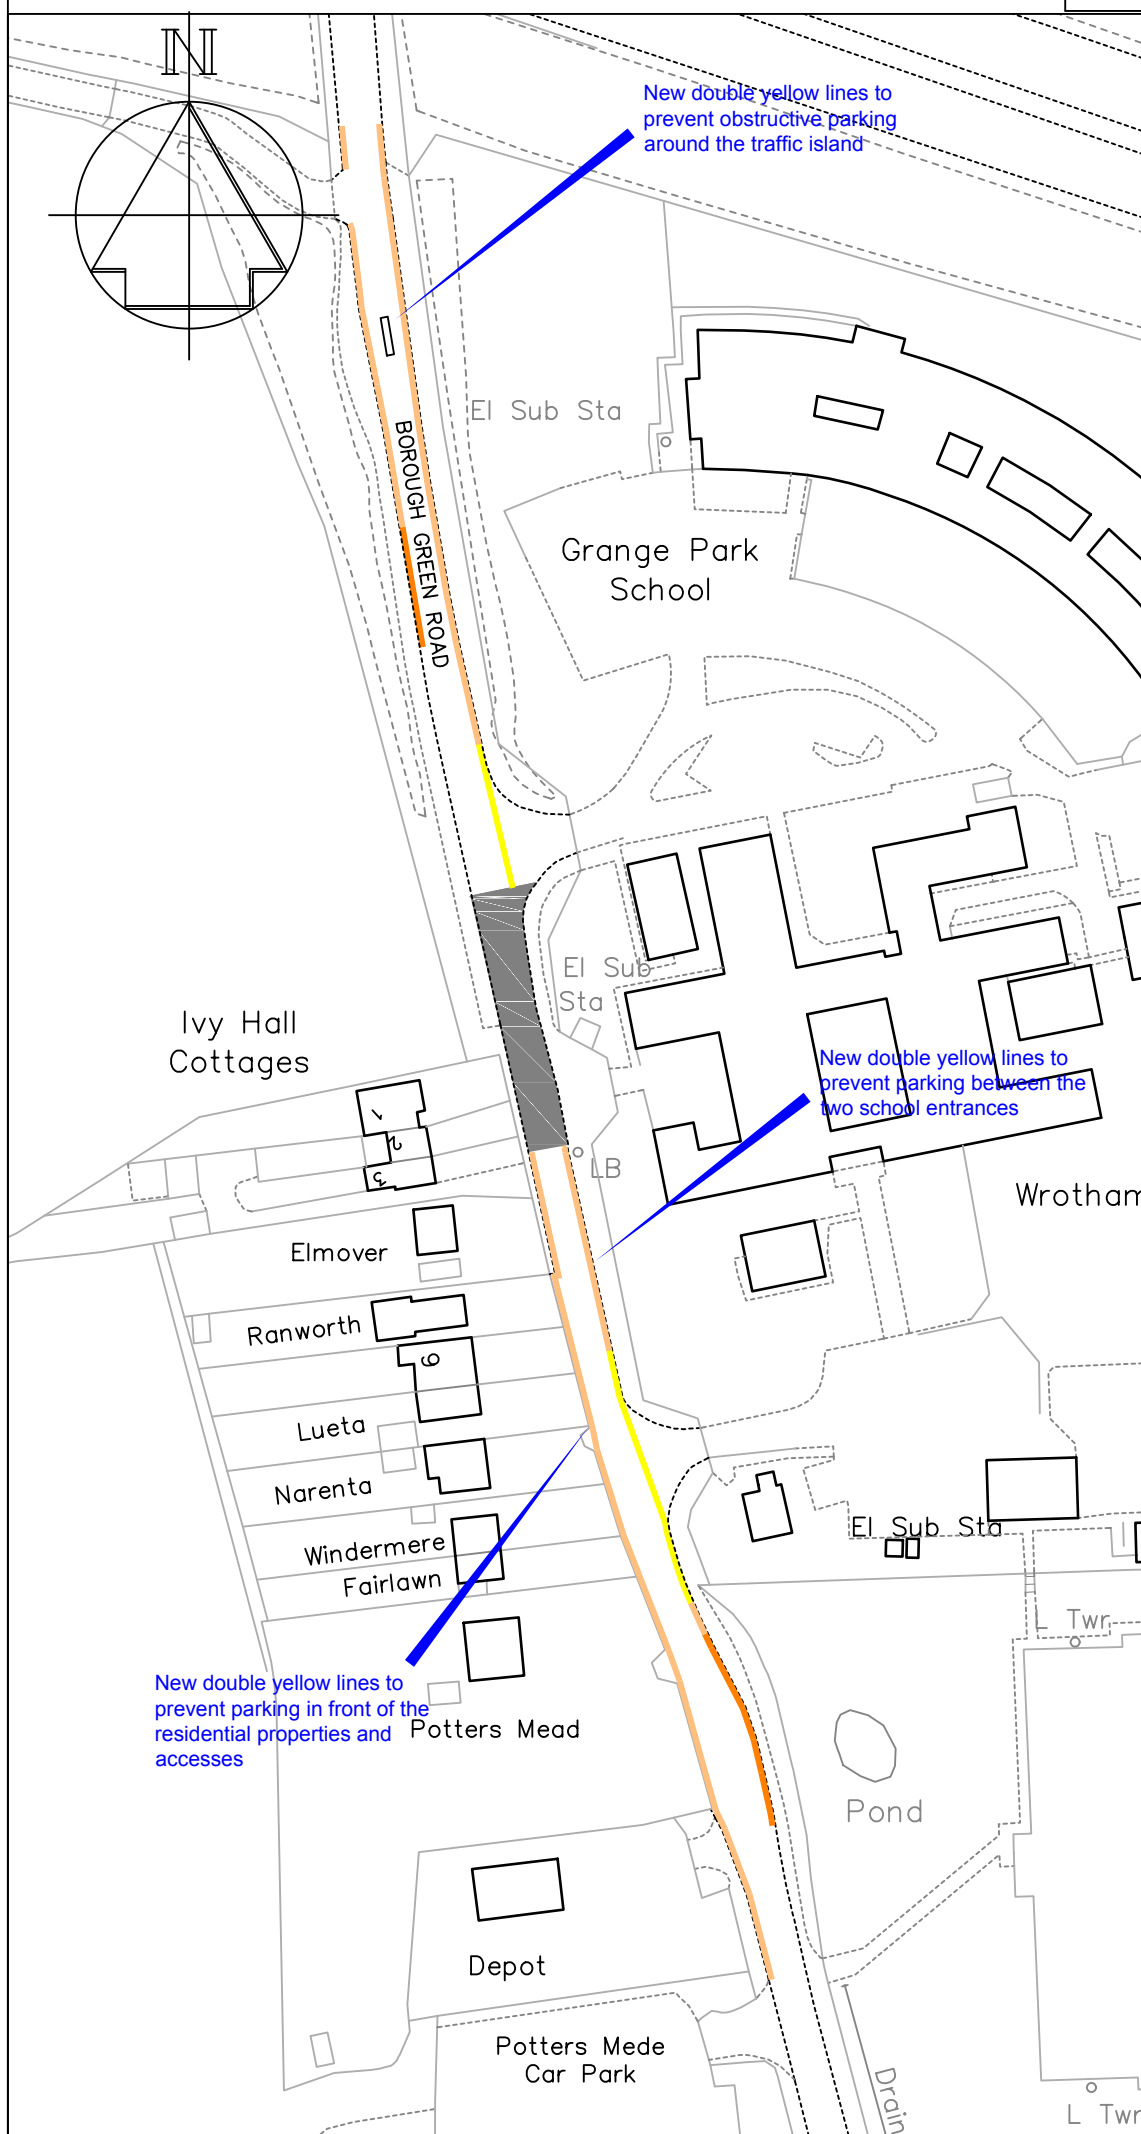 N
New double yellow lines to
prevent obstructive parking
around the traffic island
El Sub Sta
BOROUGH GREEN ROAD
Grange Park
School
El Sub
Sta
Ivy Hall
Cottages
New double yellow lines to
prevent parking between the
two school entrances
1
2
3
LB
Wrotham
Elmover
Ranworth
6
Lueta
Narenta
El Sub Sta
Windermere
Fairlawn
L Twr
New double yellow lines to
prevent parking in front of the
residential properties and
accesses
Potters Mead
Pond
Depot
Potters Mede
Car Park
Drain
L Twr